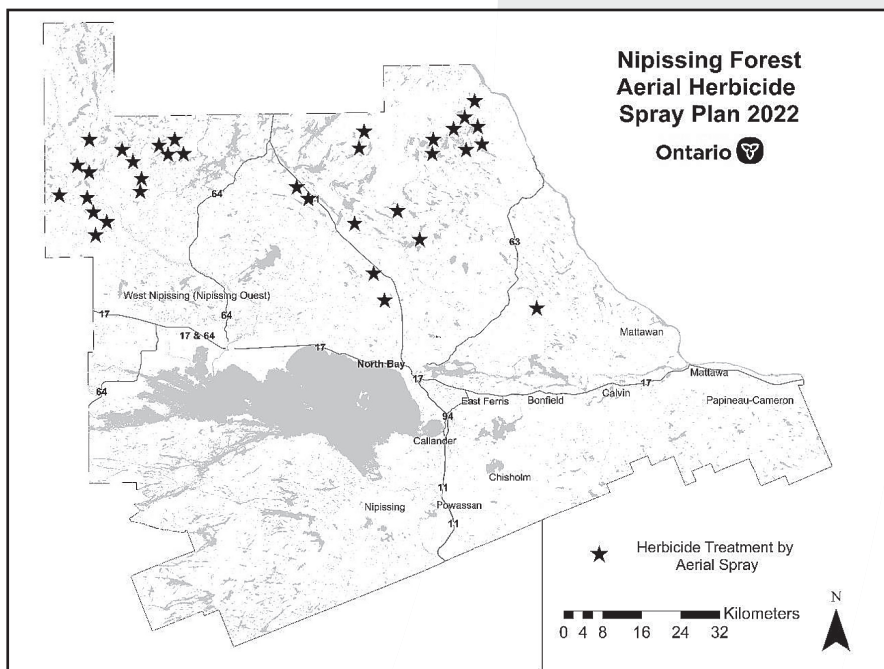 Nipissing Forest
Aerial Herbicide
Spray Plan 2022
Ontario
64
63
West Nipissing (Nipissing Ouest)
17
64
17 & 64
17
Mattawan
North Bay
17
Mattawa
17
64
East Ferris
Bonfield
Calvin
Papineau-Cameron
94
Callander
Chisholm
11
Nipissing
Powassan
11
Herbicide Treatment by
Aerial Spray
N
Kilometers
0 4 8 16 24 32